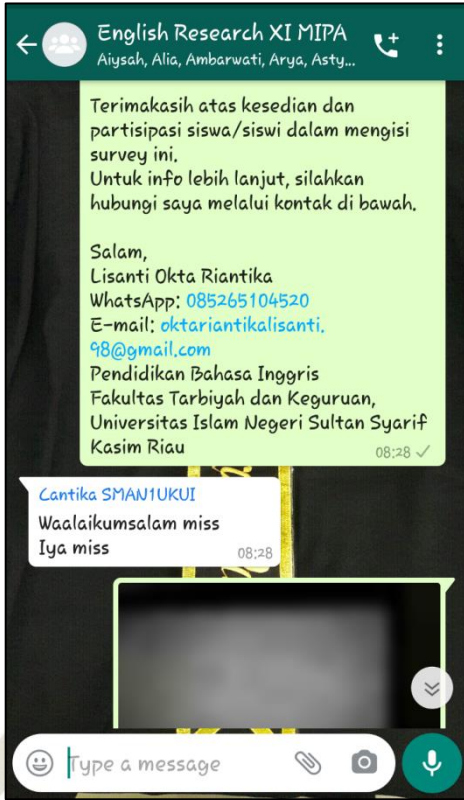 English Research XI MIPA
Aiysah, Alia, Ambarwati, Arya, Asty...
Terimakasih atas kesedian dan
partisipasi siswa/siswi dalam mengisi
survey ini.
Untuk info lebih lanjut, silahkan
hubungi saya melalui kontak di bawah.
Salam,
Lisanti Okta Riantika
WhatsApp: 085265104520
E-mail: oktariantikalisanti.
98@gmail.com
Pendidikan Bahasa Inggris
Fakultas Tarbiyah dan Keguruan,
Universitas Islam Negeri Sultan Syarif
Kasim Riau
08:28
Cantika SMAN1UKUI
Waalaikumsalam miss
Iya miss
08:28
Type a message